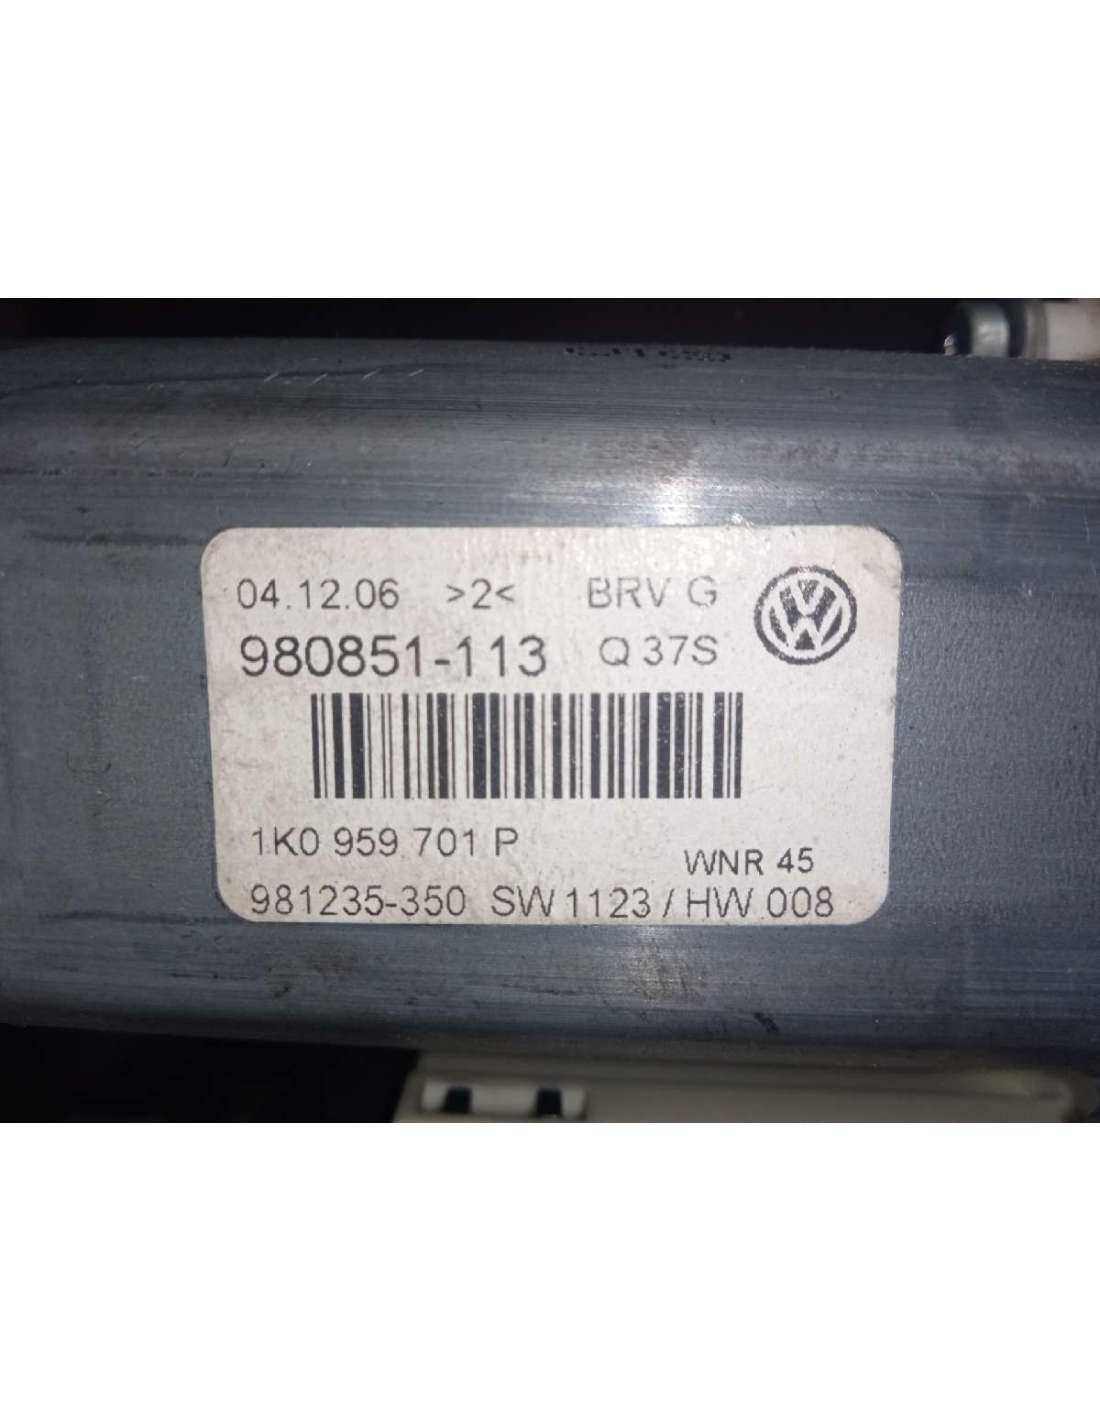 04.12.06 >2< BRV G
980851-113 Q 37S
1K0 959 701 P
WNR 45
981235-350 SW 1123 / HW 008